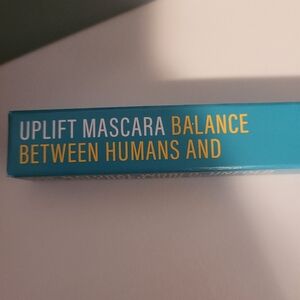 UPLIFT MASCARA BALANCE
BETWEEN HUMANS AND